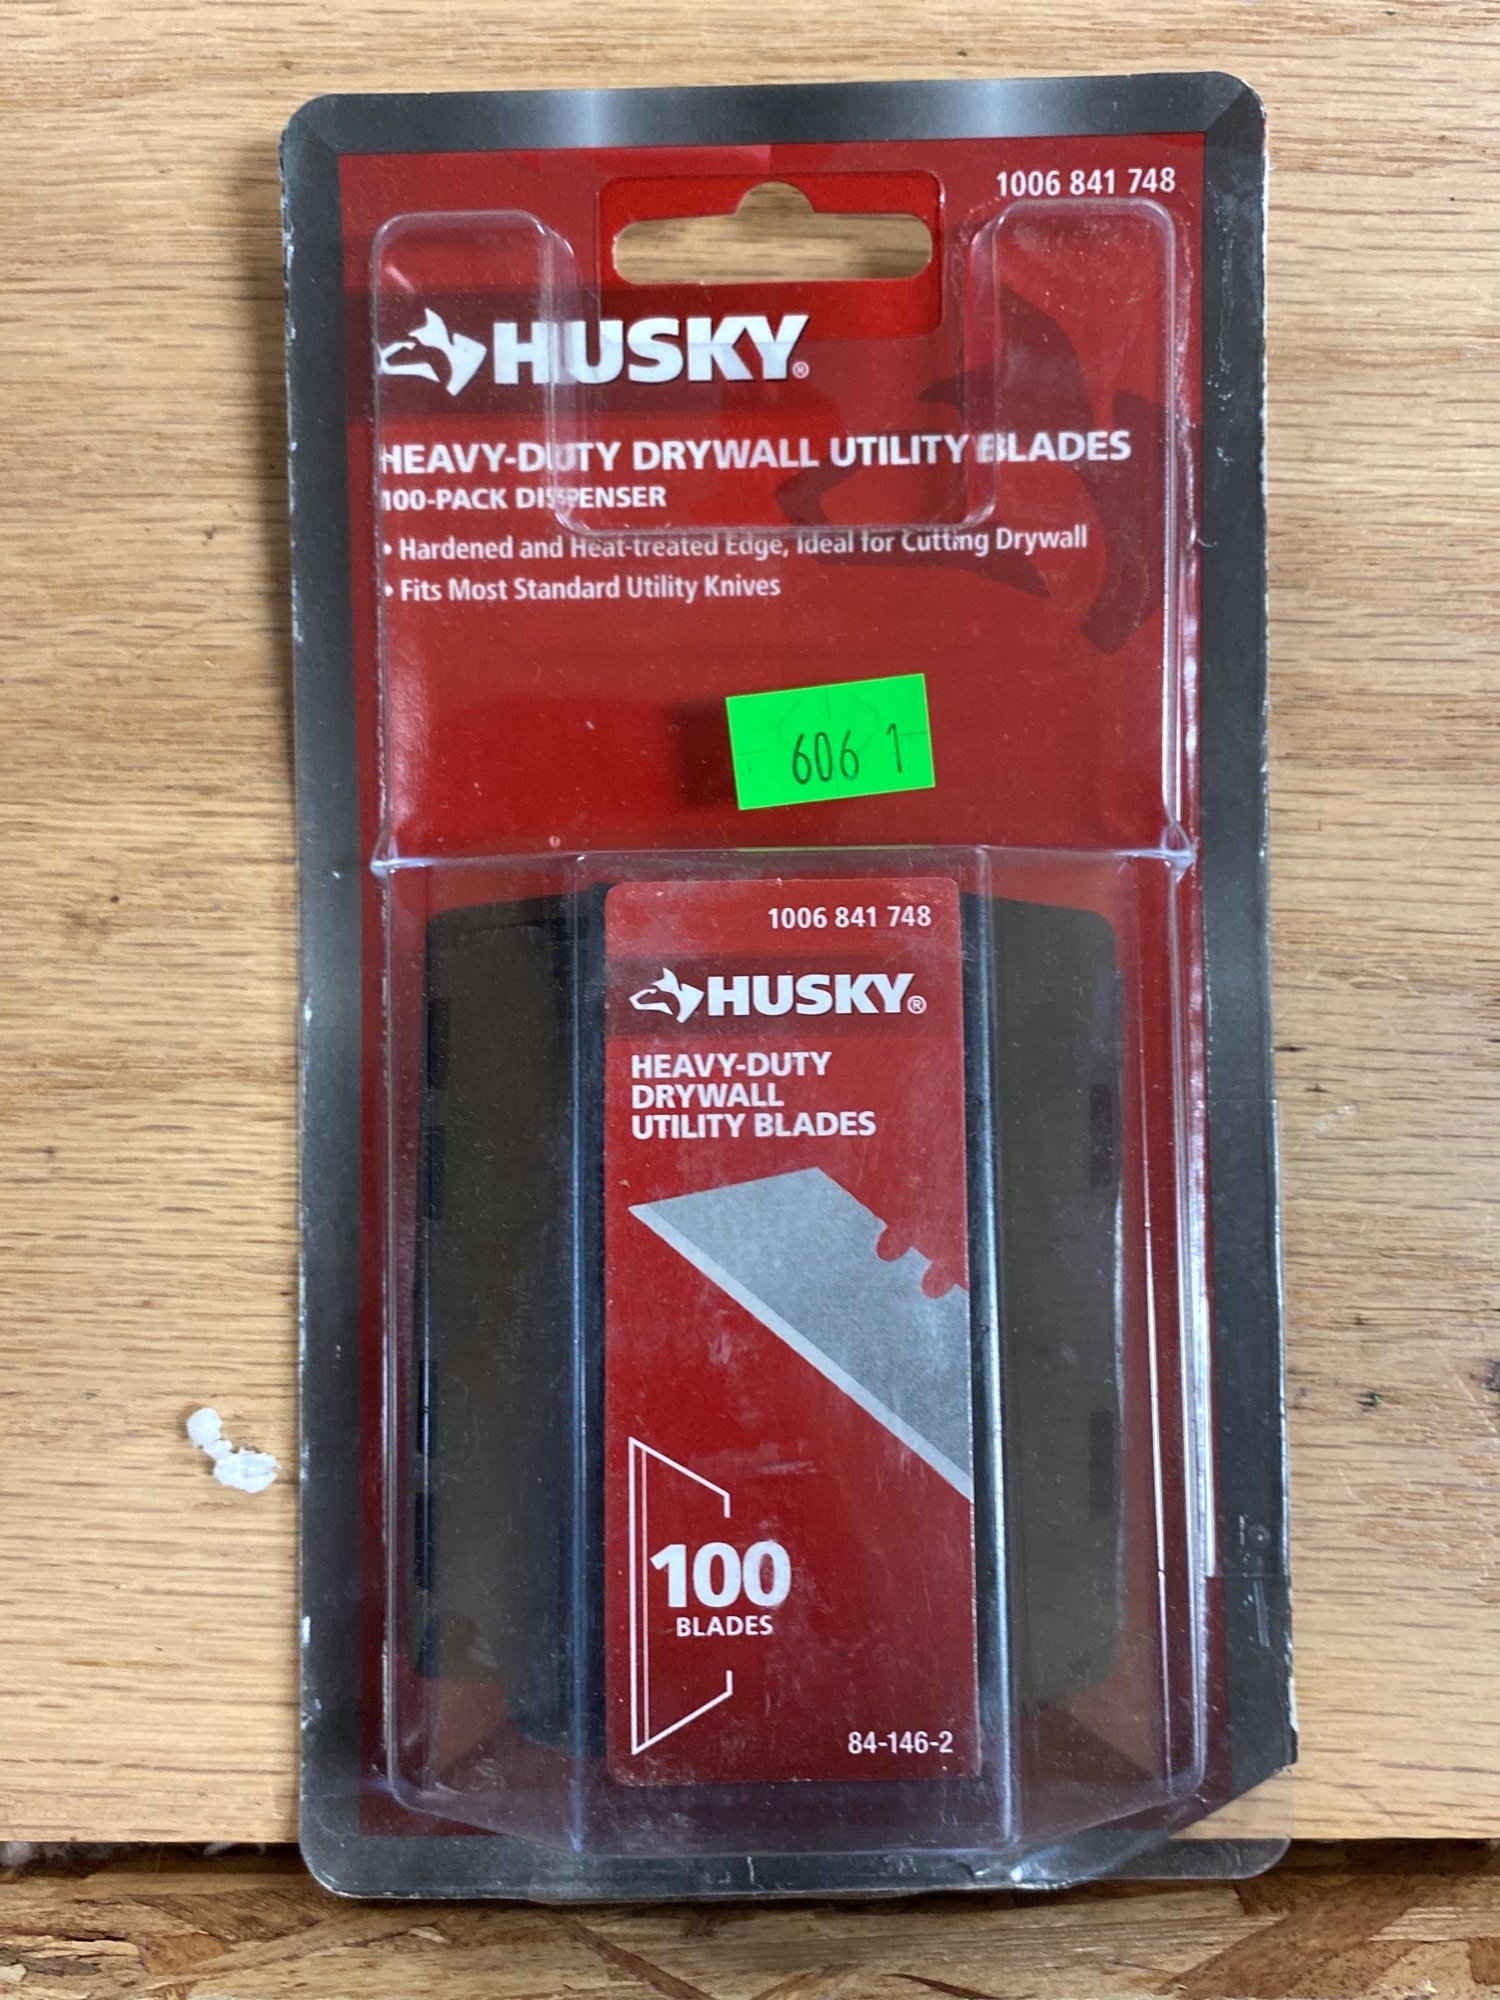 1006 841 748
HUSKY®
HEAVY-DUTY DRYWALL UTILITY BLADES
100-PACK DISPENSER
• Hardened and Heat-treated Edge, Ideal for Cutting Drywall
• Fits Most Standard Utility Knives
606 1
1006 841 748
HUSKY®
HEAVY-DUTY
DRYWALL
UTILITY BLADES
100
BLADES
84-146-2